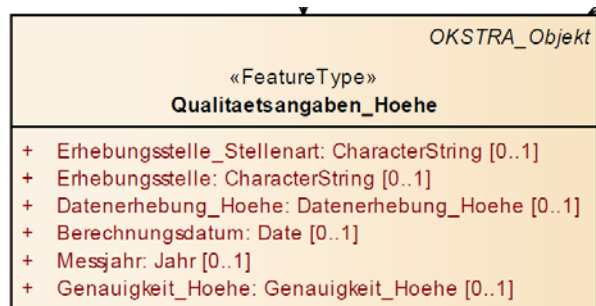 OKSTRA_Objekt
«FeatureType»
Qualitaetsangaben_Hoehe
+ Erhebungsstelle_Stellenart: CharacterString [0..1]
+ Erhebungsstelle: CharacterString [0..1]
+ Datenerhebung_Hoehe: Datenerhebung_Hoehe [0..1]
+ Berechnungsdatum: Date [0..1]
+ Messjahr: Jahr [0..1]
+ Genauigkeit_Hoehe: Genauigkeit_Hoehe [0..1]